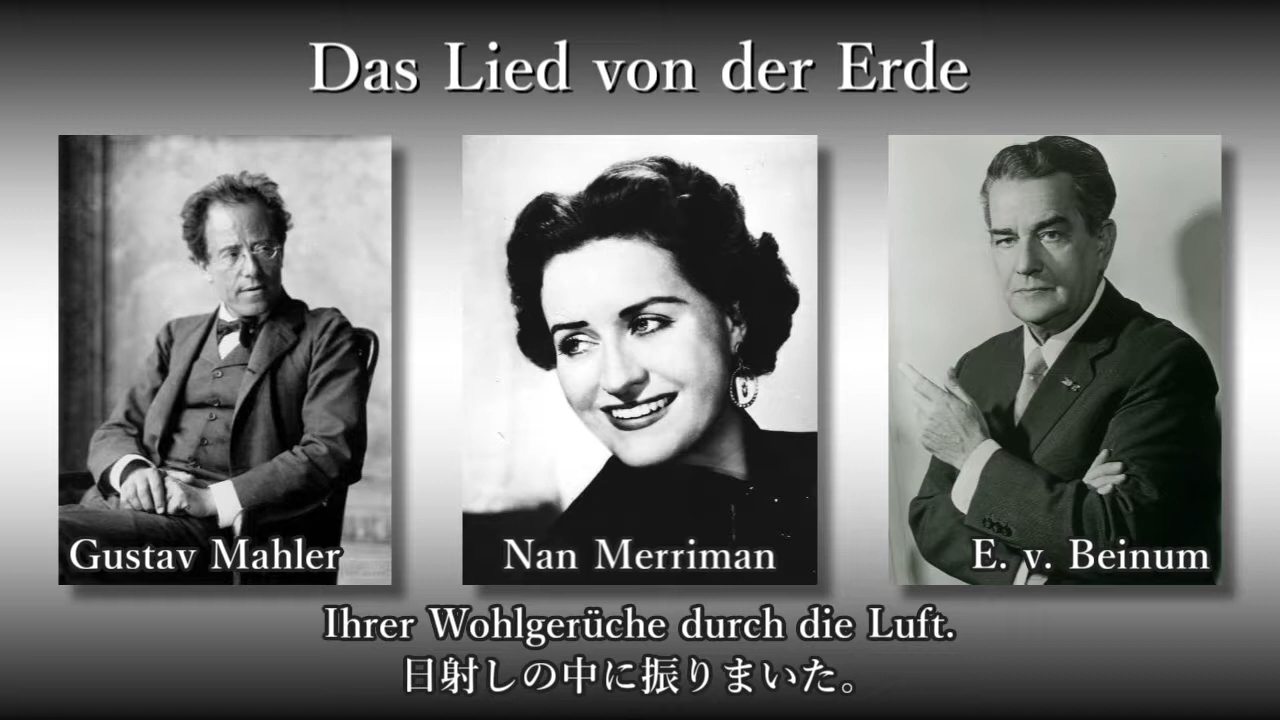 Das Lied von der Erde
Gustav Mahler
Nan Merriman
E. v. Beinum
Ihrer Wohlgerüche durch die Luft.
日射しの中に振りまいた。